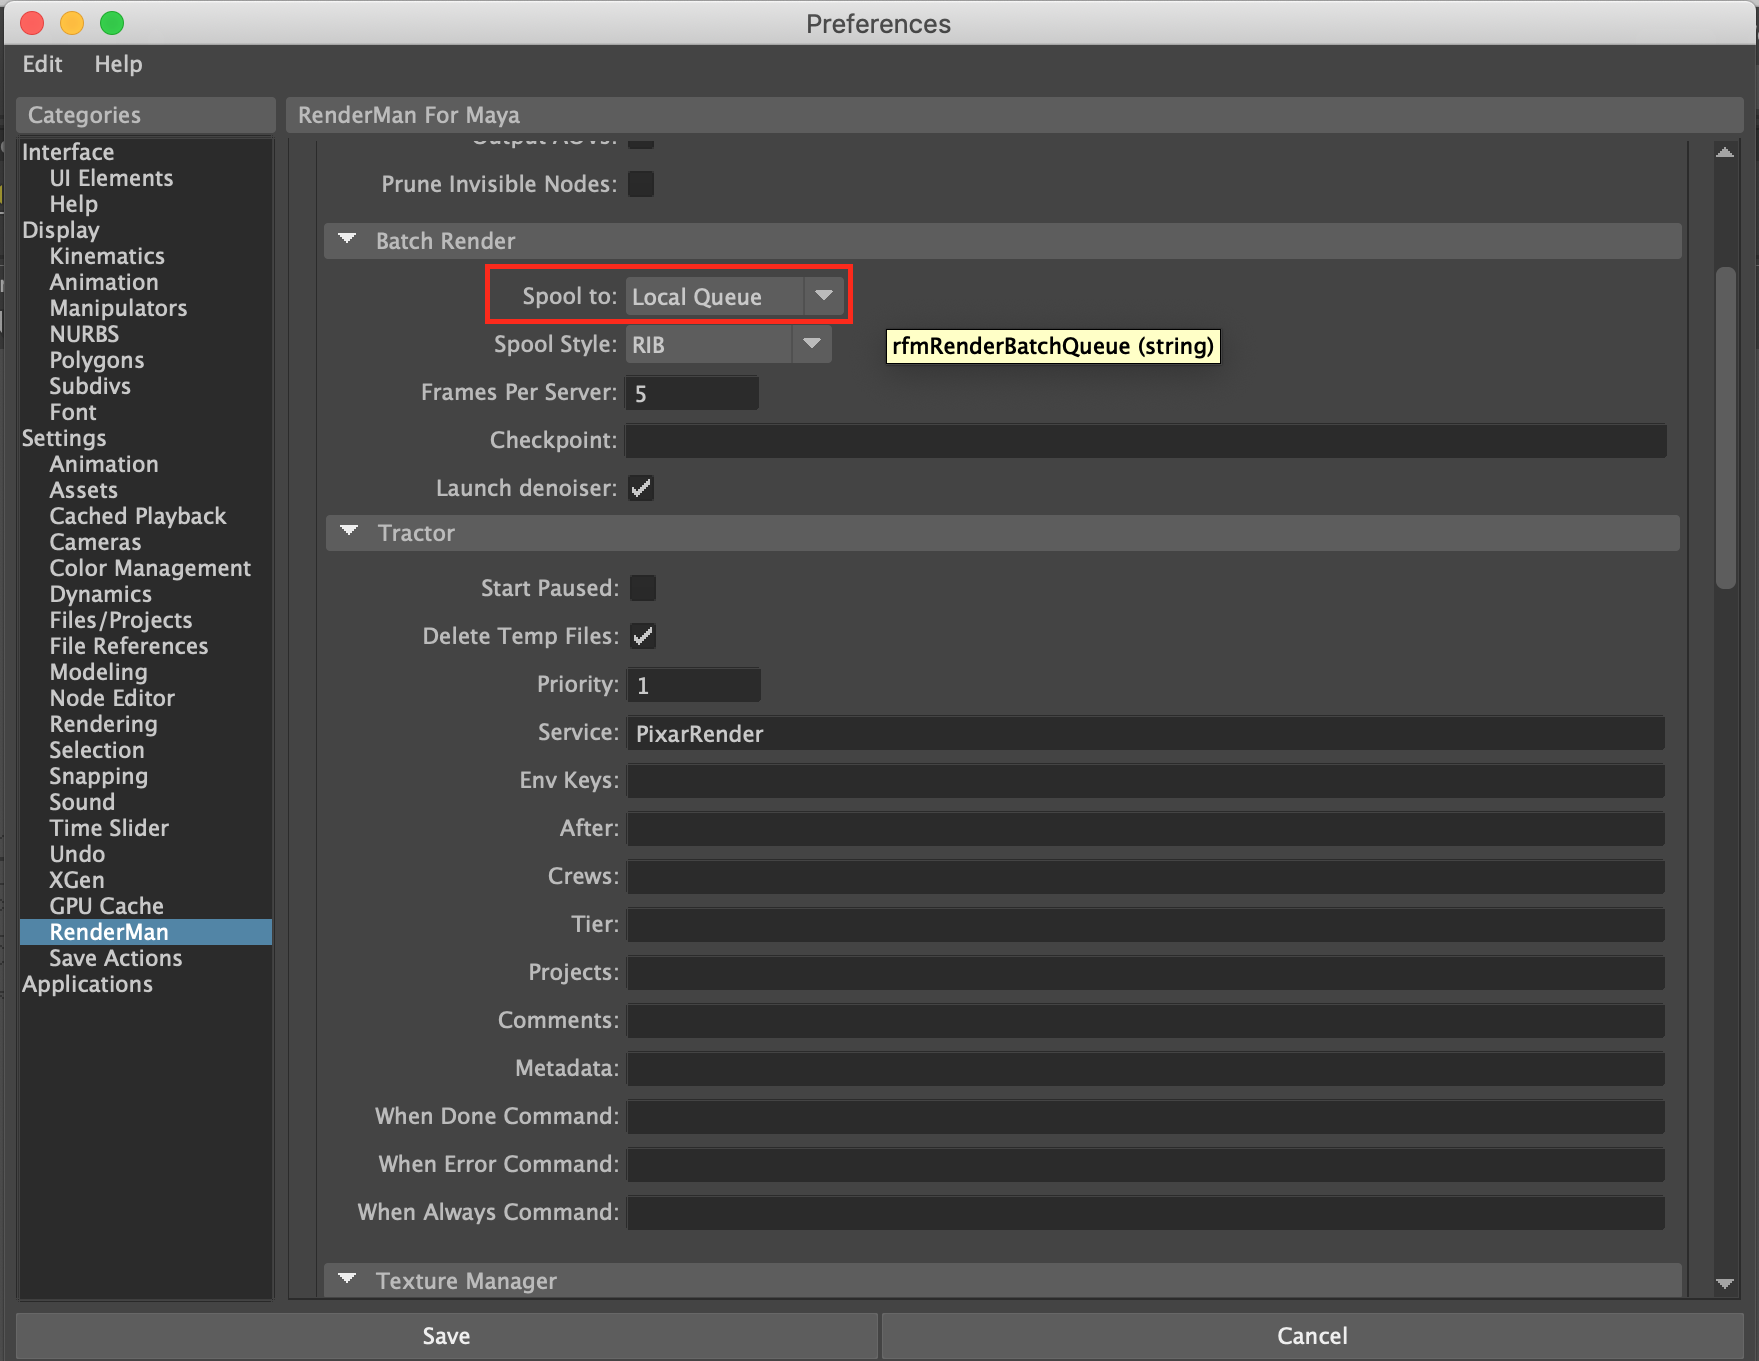 Preferences
Edit Help
Categories
Interface
UI Elements
Help
Display
Kinematics
Animation
Manipulators
NURBS
Polygons
Subdivs
Font
Settings
Animation
Assets
Cached Playback
Cameras
Color Management
Dynamics
Files/Projects
File References
Modeling
Node Editor
Rendering
Selection
Snapping
Sound
Time Slider
Undo
XGen
GPU Cache
RenderMan
Save Actions
Applications
RenderMan For Maya
Output AOVs:
Prune Invisible Nodes:
Batch Render
Spool to: Local Queue
Spool Style: RIB
rfmRenderBatchQueue (string)
Frames Per Server: 5
Checkpoint:
Launch denoiser:
Tractor
Start Paused:
Delete Temp Files:
Priority: 1
Service: PixarRender
Env Keys:
After:
Crews:
Tier:
Projects:
Comments:
Metadata:
When Done Command:
When Error Command:
When Always Command:
Texture Manager
Save Cancel